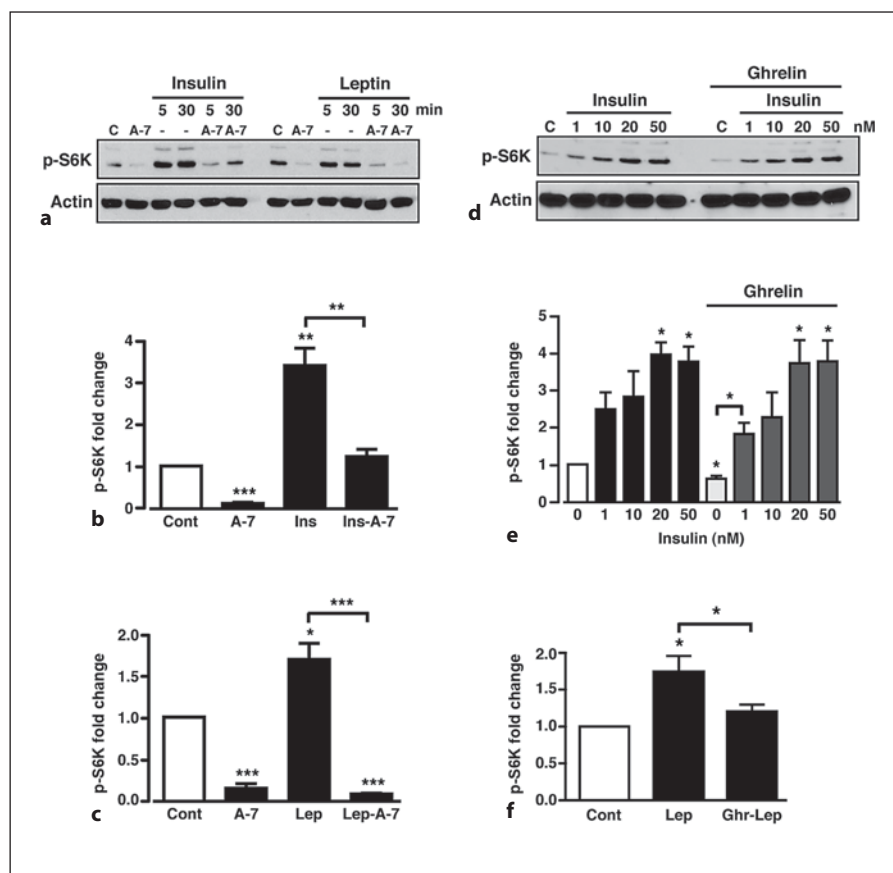 Insulin Leptin
5 30 5 30 5 30 5 30 min
C A-7 - - A-7 A-7 C A-7 - - A-7 A-7
p-S6K
Actin
a
Ghrelin
Insulin Insulin
C 1 10 20 50 C 1 10 20 50 nM
p-S6K
Actin
d
p-S6K fold change
4
3
2
1
0
** **
***
Cont A-7 Ins Ins-A-7
b
Ghrelin
p-S6K fold change
5
4
3
2
1
0
* * * * * *
0 1 10 20 50 0 1 10 20 50
Insulin (nM)
e
p-S6K fold change
2.0
1.5
1.0
0.5
0.0
*** * *** ***
Cont A-7 Lep Lep-A-7
c
p-S6K fold change
2.0
1.5
1.0
0.5
0.0
* *
Cont Lep Ghr-Lep
f